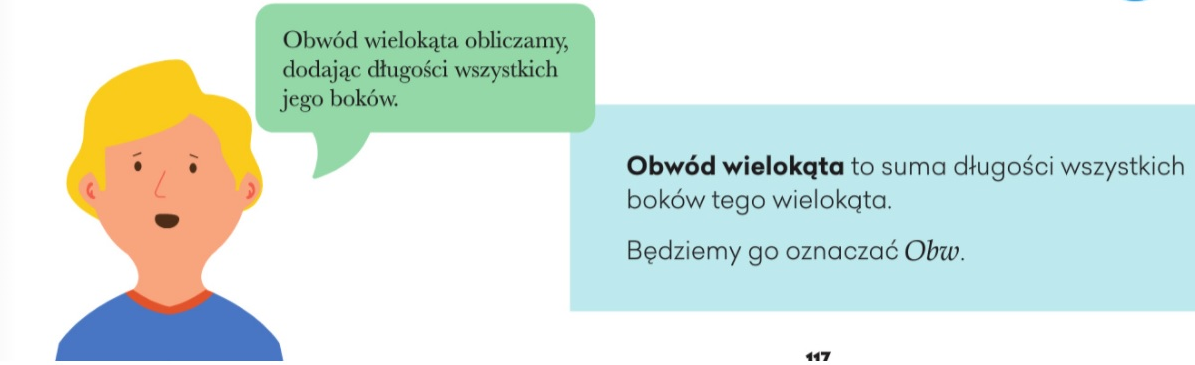 Obwód wielokąta obliczamy,
dodając długości wszystkich
jego boków.
Obwód wielokąta to suma długości wszystkich
boków tego wielokąta.
Będziemy go oznaczać Obw.
117